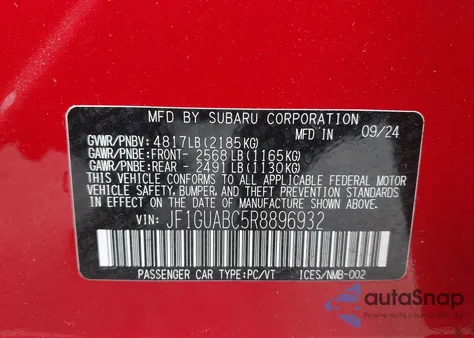 MFD BY SUBARU CORPORATION
MFD IN 09/24
GVWR/PNBV: 4817LB(2185KG)
GAWR/PNBE:FRONT- 2568LB(1165KG)
GAWR/PNBE:REAR - 2491LB(1130KG)
THIS VEHICLE CONFORMS TO ALL APPLICABLE FEDERAL MOTOR
VEHICLE SAFETY, BUMPER, AND THEFT PREVENTION STANDARDS
IN EFFECT ON THE DATE OF MANUFACTURE SHOWN ABOVE.
VIN: JF1GUABC5R8896932
PASSENGER CAR TYPE:PC/VT ICES/NMB-002
autoSnap